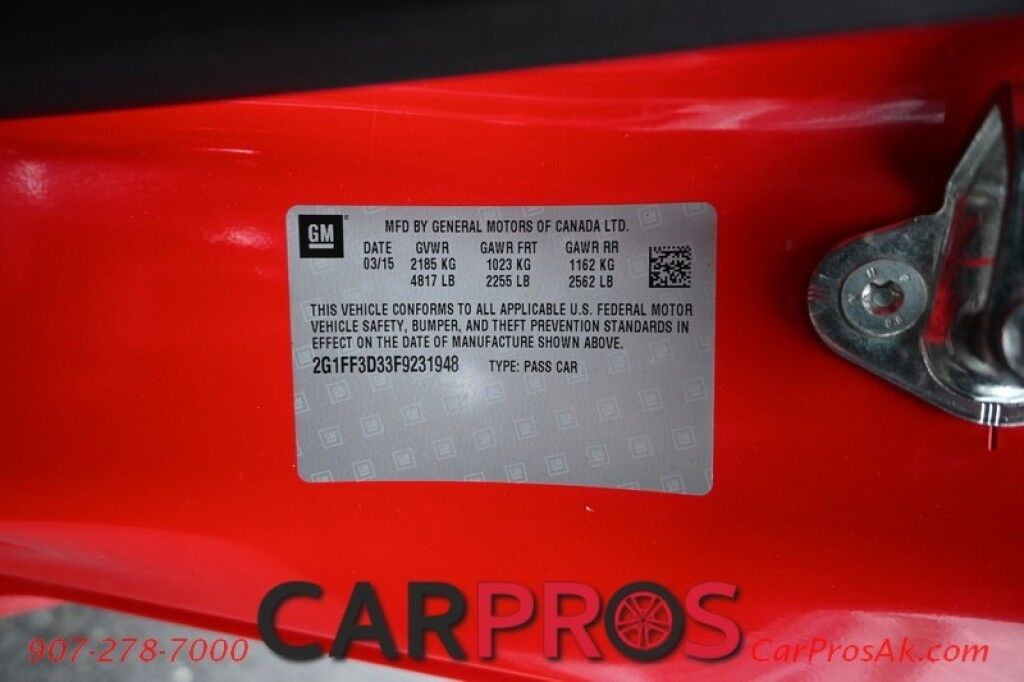 GM
MFD BY GENERAL MOTORS OF CANADA LTD.
DATE GVWR GAWR FRT GAWR RR
03/15 2185 KG 1023 KG 1162 KG
4817 LB 2255 LB 2562 LB
THIS VEHICLE CONFORMS TO ALL APPLICABLE U.S. FEDERAL MOTOR
VEHICLE SAFETY, BUMPER, AND THEFT PREVENTION STANDARDS IN
EFFECT ON THE DATE OF MANUFACTURE SHOWN ABOVE.
2G1FF3D33F9231948 TYPE: PASS CAR
CARPROS
907-278-7000 CarProsAk.com